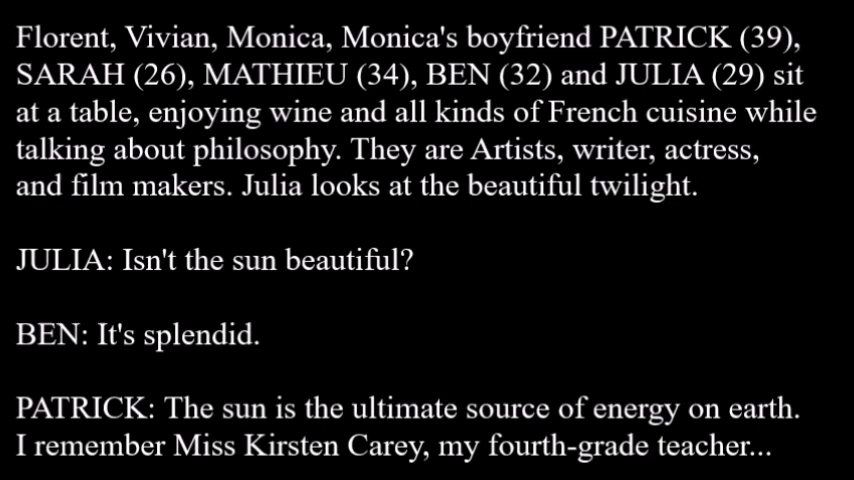 Florent, Vivian, Monica, Monica's boyfriend PATRICK (39),
SARAH (26), MATHIEU (34), BEN (32) and JULIA (29) sit
at a table, enjoying wine and all kinds of French cuisine while
talking about philosophy. They are Artists, writer, actress,
and film makers. Julia looks at the beautiful twilight.
JULIA: Isn't the sun beautiful?
BEN: It's splendid.
PATRICK: The sun is the ultimate source of energy on earth.
I remember Miss Kirsten Carey, my fourth-grade teacher...